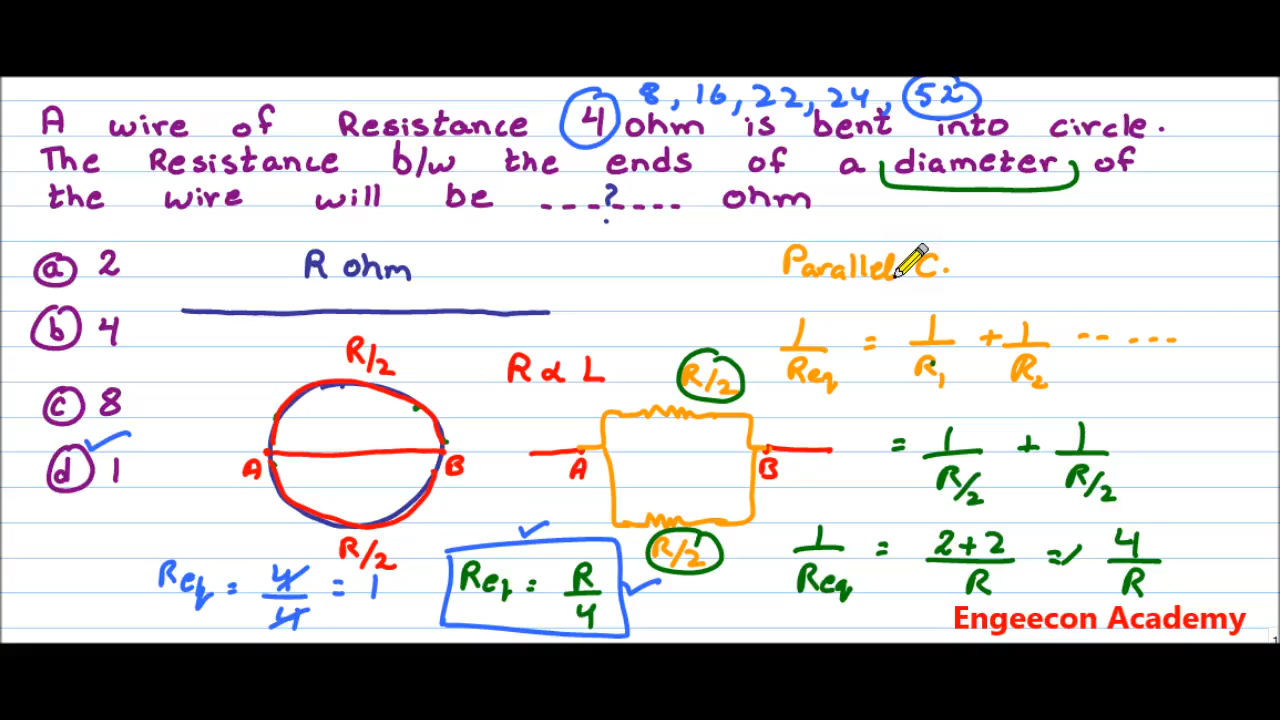 8, 16, 22, 24, 52
A wire of Resistance 4 ohm is bent into circle.
The Resistance b/w the ends of a diameter of
the wire will be ----?---- ohm
a 2
R ohm
Parallel C.
b 4
1/Req = 1/R1 + 1/R2 -- -----
R/2
R ∝ L
R/2
c 8
A B
A B
= 1/R/2 + 1/R/2
d 1
R/2
R/2
1/Req = 2+2/R => 4/R
Req = 4/4 = 1
Req = R/4
Engeecon Academy
1